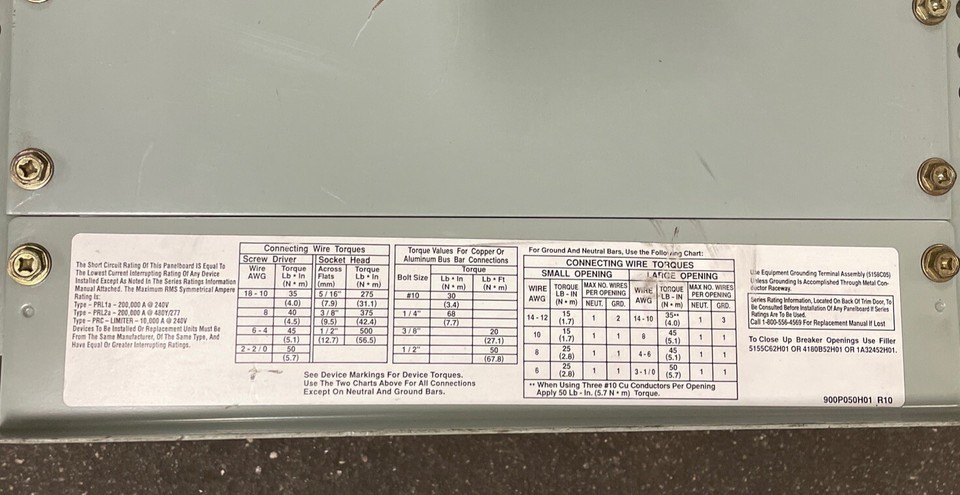 The Short Circuit Rating Of This Panelboard IS Equal To
The Lowest Current Interrupting Rating Of Any Device
Installed Except As Noted In The Series Ratings Information
Manual Attached. The Maximum RMS Symmetrical Ampere
Rating Is:
Type – PRL1a – 200,000 A @ 240V
Type – PRL2a – 200,000 A @ 480Y/277
Type – PRC – LIMITER – 10,000 A @ 240V
Devices To Be Installed Or Replacement Units Must Be
From The Same Manufacturer, Of The Same Type, And
Have Equal Or Greater Interrupting Ratings.
Connecting Wire Torques
Screw Driver Socket Head
Wire AWG Torque Lb • In (N • m) Across Flats (mm) Torque Lb • In (N • m)
18 - 10 35 (4.0) 5/16" (7.9) 275 (31.1)
8 40 (4.5) 3/8" (9.5) 375 (42.4)
6 - 4 45 (5.1) 1/2" (12.7) 500 (56.5)
2 - 2/0 50 (5.7)
Torque Values For Copper Or
Aluminum Bus Bar Connections
Bolt Size Torque
Lb • In (N • m) Lb • Ft (N • m)
#10 30 (3.4)
1/4" 68 (7.7)
3/8" 20 (27.1)
1/2" 50 (67.8)
See Device Markings For Device Torques.
Use The Two Charts Above For All Connections
Except On Neutral And Ground Bars.
For Ground And Neutral Bars, Use the Following Chart:
CONNECTING WIRE TORQUES
SMALL OPENING LARGE OPENING
WIRE AWG TORQUE LB - IN (N • m) MAX NO. WIRES PER OPENING NEUT. GRD. WIRE AWG TORQUE LB - IN (N • m) MAX NO. WIRES PER OPENING NEUT. GRD.
14 - 12 15 (1.7) 1 2 14 - 10 35** (4.0) 1 3
10 15 (1.7) 1 1 8 45 (5.1) 1 1
8 25 (2.8) 1 1 4 - 6 45 (5.1) 1 1
6 25 (2.8) 1 1 3 - 1/0 50 (5.7) 1 1
** When Using Three #10 Cu Conductors Per Opening
Apply 50 Lb - In. (5.7 N • m) Torque.
Use Equipment Grounding Terminal Assembly (5158C05)
Unless Grounding Is Accomplished Through Metal Con-
ductor Raceway.
Series Rating Information, Located On Back Of Trim Door, To
Be Consulted Before Installation Of Any Panelboard If Series
Ratings Are To Be Used.
Call 1-800-556-4569 For Replacement Manual If Lost
To Close Up Breaker Openings Use Filler
5155C62H01 OR 4180B52H01 OR 1A32452H01.
900P050H01 R10